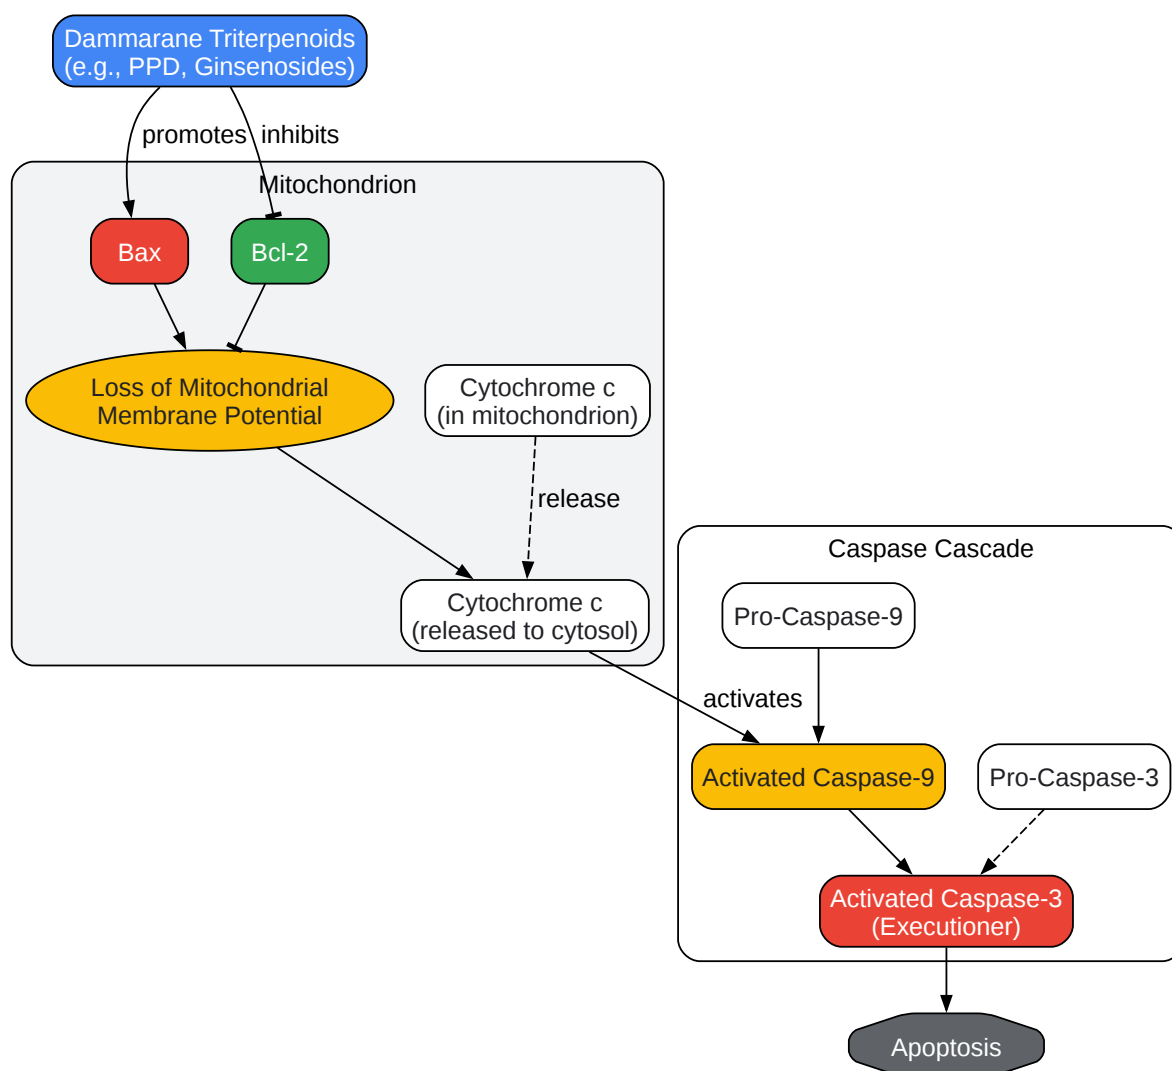 Dammarane Triterpenoids
(e.g., PPD, Ginsenosides)
promotes
inhibits
Mitochondrion
Bax
Bcl-2
Loss of Mitochondrial
Membrane Potential
Cytochrome c
(in mitochondrion)
release
Cytochrome c
(released to cytosol)
Caspase Cascade
Pro-Caspase-9
activates
Activated Caspase-9
Pro-Caspase-3
Activated Caspase-3
(Executioner)
Apoptosis